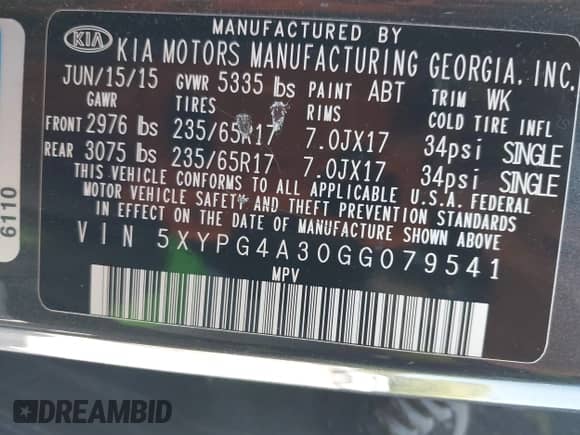 MANUFACTURED BY
KIA KIA MOTORS MANUFACTURING GEORGIA, INC.
JUN/15/15 GVWR 5335 lbs PAINT ABT TRIM WK
GAWR TIRES RIMS COLD TIRE INFL
FRONT 2976 lbs 235/65R17 7.0JX17 34psi SINGLE
REAR 3075 lbs 235/65R17 7.0JX17 34psi SINGLE
THIS VEHICLE CONFORMS TO ALL APPLICABLE U.S.A FEDERAL
MOTOR VEHICLE SAFETY AND THEFT PREVENTION STANDARDS
IN EFFECT ON THE DATE OF MANUFACTURE SHOWN ABOVE
VIN 5XYPG4A30GG079541
MPV
6110
DREAMBID